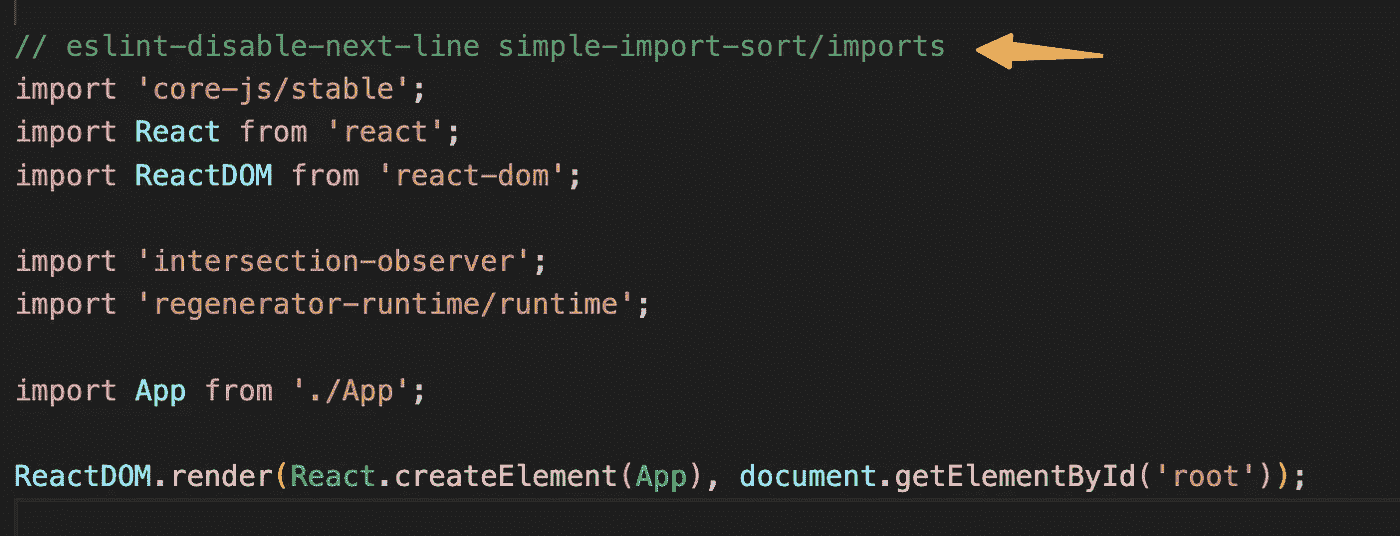 // eslint-disable-next-line simple-import-sort/imports
import 'core-js/stable';
import React from 'react';
import ReactDOM from 'react-dom';
import 'intersection-observer';
import 'regenerator-runtime/runtime';
import App from './App';
ReactDOM.render(React.createElement(App), document.getElementById('root'));